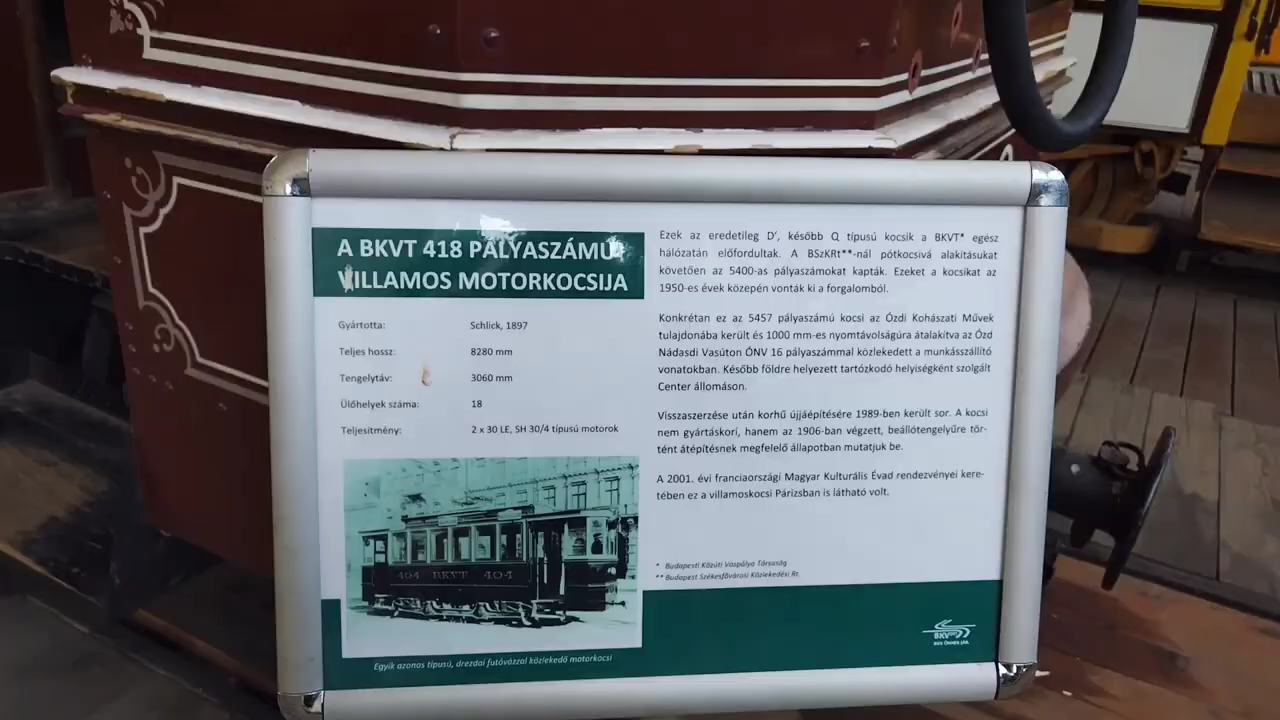 A BKVT 418 PÁLYASZÁMÚ
VILLAMOS MOTORKOCSIJA
Gyártotta: Schlick, 1897
Teljes hossz: 8280 mm
Tengelytáv: 3060 mm
Ülőhelyek száma: 18
Teljesítmény: 2 x 30 LE, SH 30/4 típusú motorok
404 BKVT 404
Egyik azonos típusú, drezdai futóvázzal közlekedő motorkocsi
Ezek az eredetileg D', később Q típusú kocsik a BKVT* egész
hálózatán előfordultak. A BSzKRt**-nál pótkocsivá alakításukat
követően az 5400-as pályaszámokat kapták. Ezeket a kocsikat az
1950-es évek közepén vonták ki a forgalomból.
Konkrétan ez az 5457 pályaszámú kocsi az Ózdi Kohászati Művek
tulajdonába került és 1000 mm-es nyomtávolságúra átalakítva az Ózd
Nádasdi Vasúton ÓNV 16 pályaszámmal közlekedett a munkásszállító
vonatokban. Később földre helyezett tartózkodó helyiségként szolgált
Center állomáson.
Visszaszerzése után korhű újjáépítésére 1989-ben került sor. A kocsi
nem gyártáskori, hanem az 1906-ban végzett, beállótengelyűre tör-
tént átépítésnek megfelelő állapotban mutatjuk be.
A 2001. évi franciaországi Magyar Kulturális Évad rendezvényei kere-
tében ez a villamoskocsi Párizsban is látható volt.
* Budapesti Közúti Vaspálya Társaság
** Budapest Székesfővárosi Közlekedési Rt.
BKV
BKV. ÖNNEK JÁR.